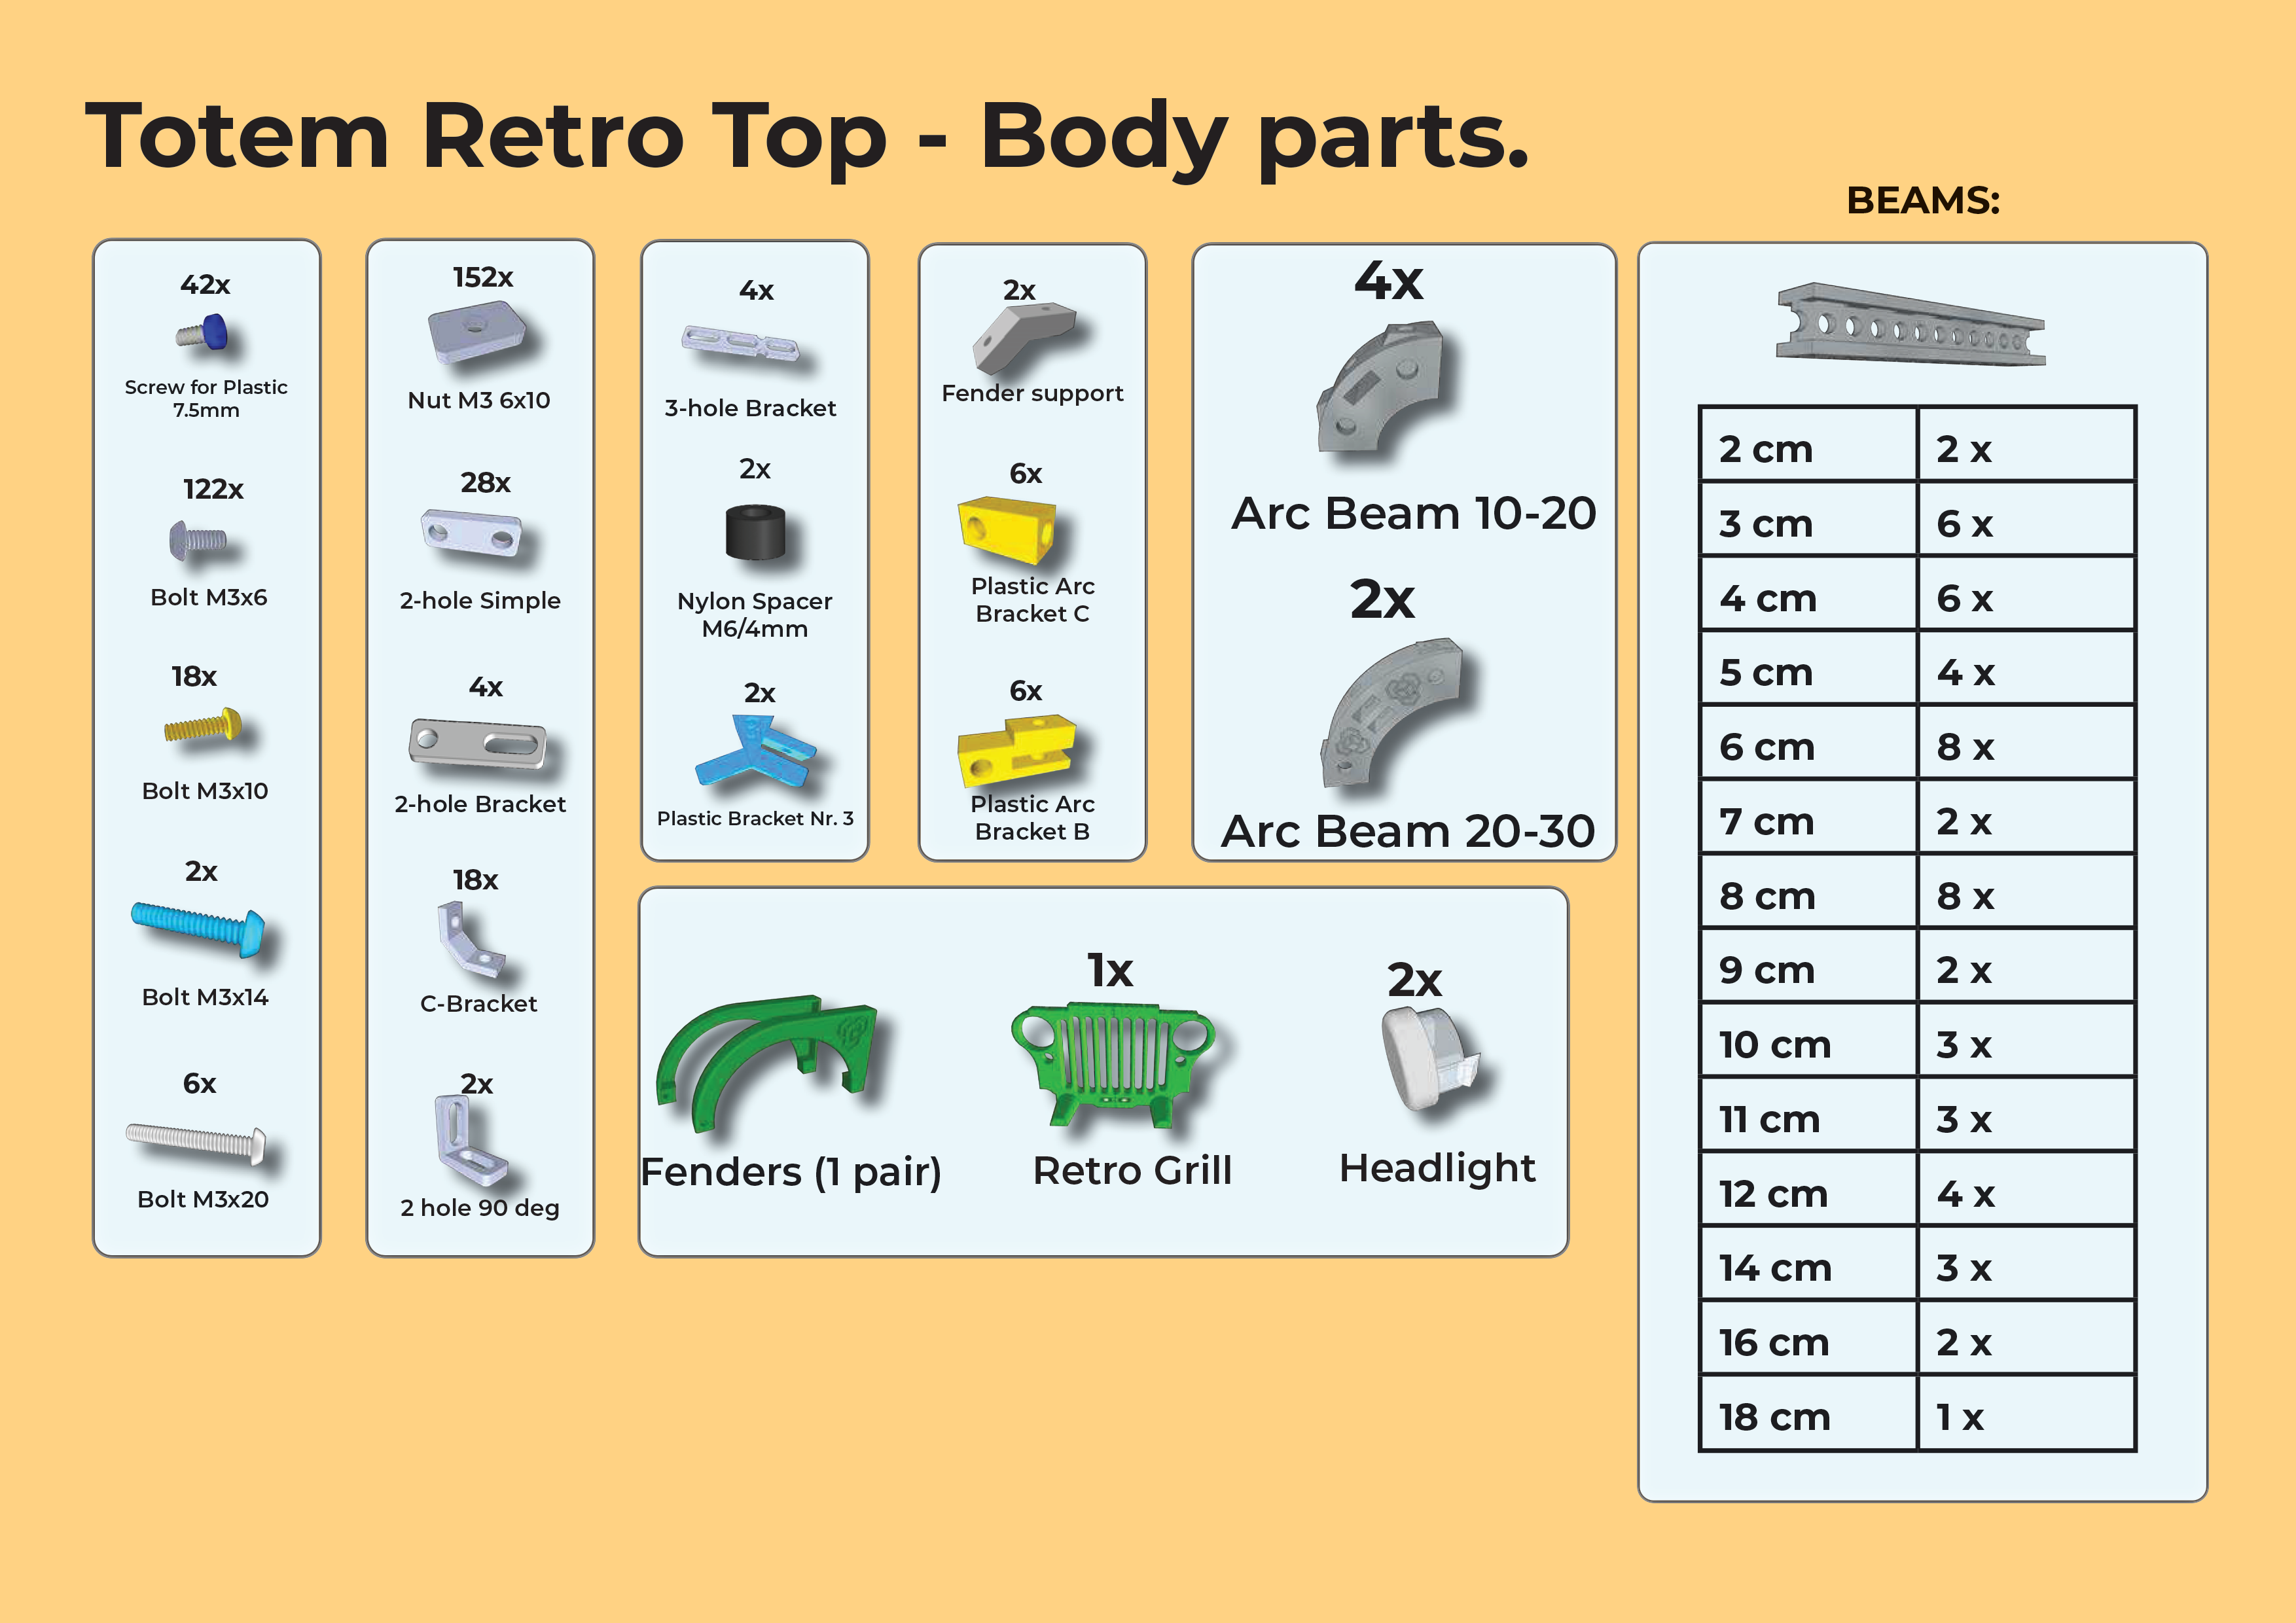 Totem Retro Top - Body parts.
42x
Screw for Plastic
7.5mm
122x
Bolt M3x6
18x
Bolt M3x10
2x
Bolt M3x14
6x
Bolt M3x20
152x
Nut M3 6x10
28x
2-hole Simple
4x
2-hole Bracket
18x
C-Bracket
2x
2 hole 90 deg
4x
3-hole Bracket
2x
Nylon Spacer
M6/4mm
2x
Plastic Bracket Nr. 3
2x
Fender support
6x
Plastic Arc
Bracket C
6x
Plastic Arc
Bracket B
4x
Arc Beam 10-20
2x
Arc Beam 20-30
Fenders (1 pair)
1x
Retro Grill
2x
Headlight
BEAMS:
2 cm 2 x
3 cm 6 x
4 cm 6 x
5 cm 4 x
6 cm 8 x
7 cm 2 x
8 cm 8 x
9 cm 2 x
10 cm 3 x
11 cm 3 x
12 cm 4 x
14 cm 3 x
16 cm 2 x
18 cm 1 x